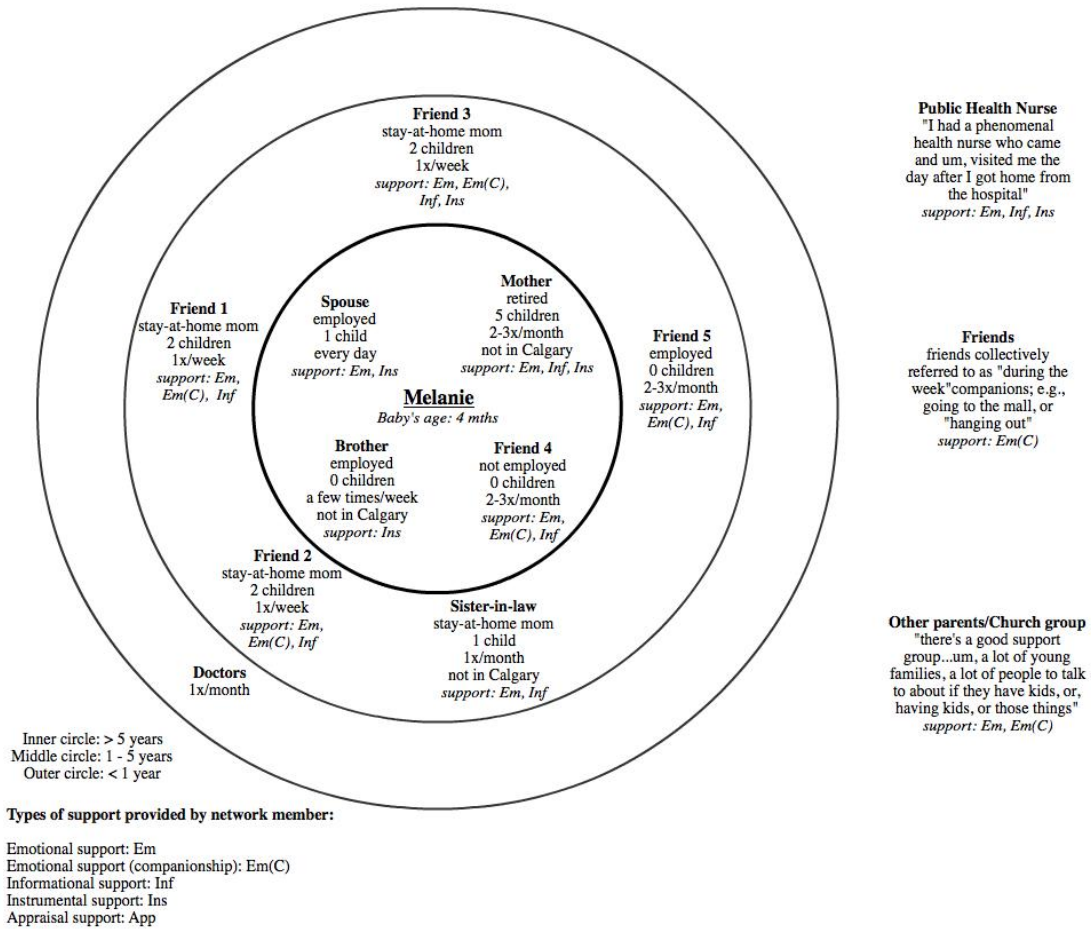 Friend 3
stay-at-home mom
2 children
1x/week
support: Em, Em(C),
Inf, Ins
Public Health Nurse
"I had a phenomenal
health nurse who came
and um, visited me the
day after I got home from
the hospital"
support: Em, Inf, Ins
Friend 1
stay-at-home mom
2 children
1x/week
support: Em,
Em(C), Inf
Spouse
employed
1 child
every day
support: Em, Ins
Mother
retired
5 children
2-3x/month
not in Calgary
support: Em, Inf, Ins
Friend 5
employed
0 children
2-3x/month
support: Em,
Em(C), Inf
Friends
friends collectively
referred to as "during the
week"companions; e.g.,
going to the mall, or
"hanging out"
support: Em(C)
Melanie
Baby's age: 4 mths
Brother
employed
0 children
a few times/week
not in Calgary
support: Ins
Friend 4
not employed
0 children
2-3x/month
support: Em,
Em(C), Inf
Friend 2
stay-at-home mom
2 children
1x/week
support: Em,
Em(C), Inf
Sister-in-law
stay-at-home mom
1 child
1x/month
not in Calgary
support: Em, Inf
Doctors
1x/month
Other parents/Church group
"there's a good support
group...um, a lot of young
families, a lot of people to talk
to about if they have kids, or,
having kids, or those things"
support: Em, Em(C)
Inner circle: > 5 years
Middle circle: 1 - 5 years
Outer circle: < 1 year
Types of support provided by network member:
Emotional support: Em
Emotional support (companionship): Em(C)
Informational support: Inf
Instrumental support: Ins
Appraisal support: App